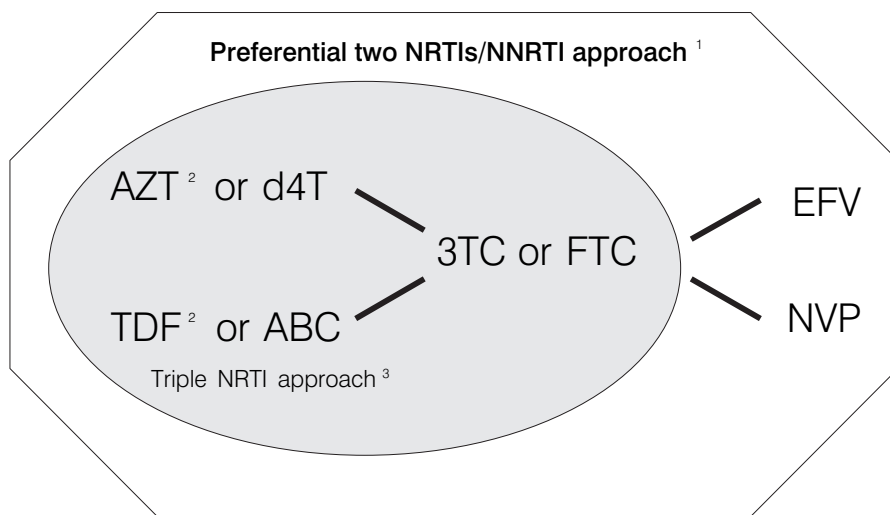 Preferential two NRTIs/NNRTI approach 1
AZT 2 or d4T
EFV
3TC or FTC
TDF 2 or ABC
NVP
Triple NRTI approach 3